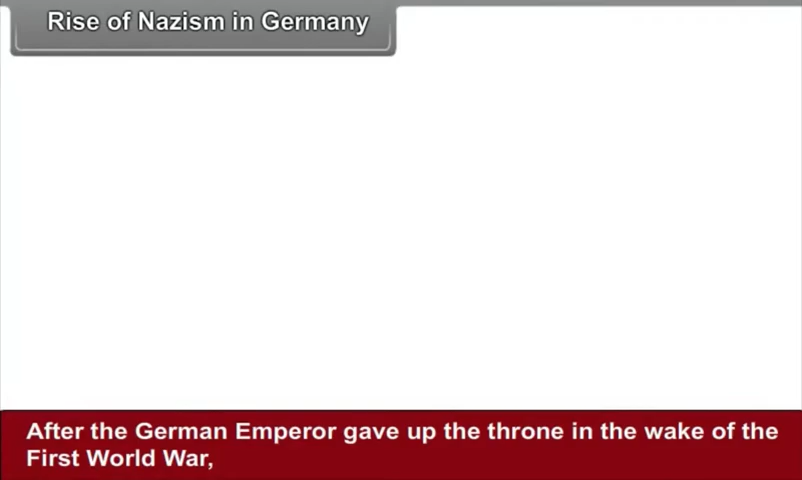 Rise of Nazism in Germany
After the German Emperor gave up the throne in the wake of the
First World War,